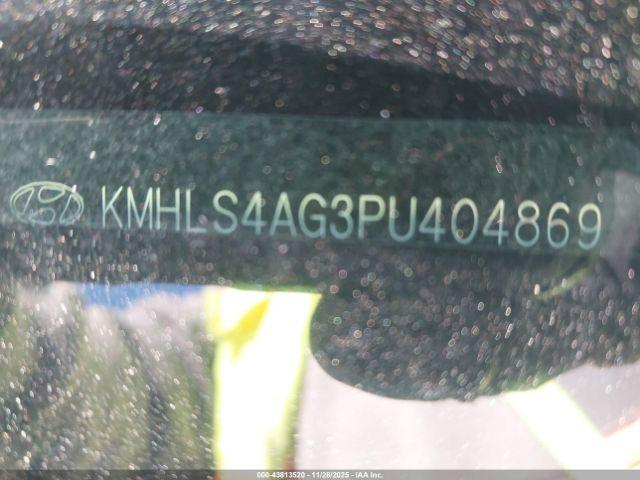 KMHLS4AG3PU404869
000-43813520 - 11/28/2025 - IAA Inc.